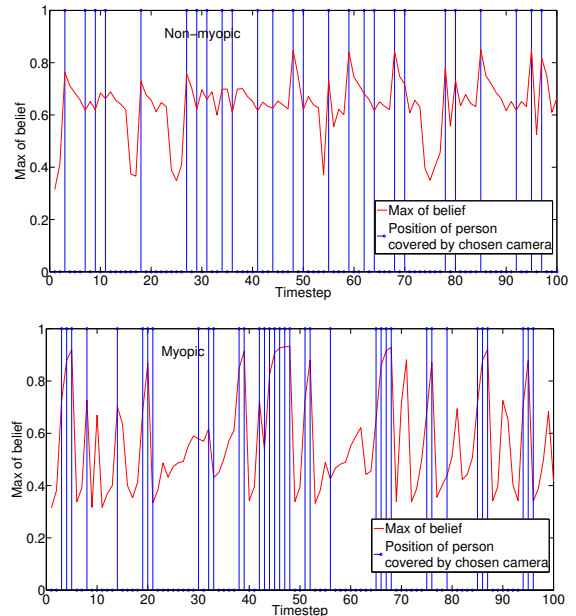 1
Non−myopic
0.8
0.6
Max of belief
0.4
0.2
Max of belief
Position of person
covered by chosen camera
0
0 10 20 30 40 50 60 70 80 90 100
Timestep
1
Myopic
0.8
0.6
Max of belief
0.4
0.2
Max of belief
Position of person
covered by chosen camera
0
0 10 20 30 40 50 60 70 80 90 100
Timestep